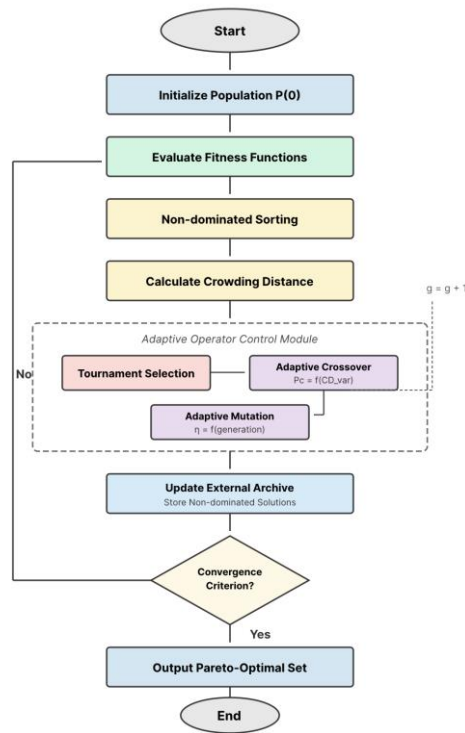 Start
Initialize Population P(0)
Evaluate Fitness Functions
Non-dominated Sorting
Calculate Crowding Distance
g = g + 1
Adaptive Operator Control Module
No
Tournament Selection
Adaptive Crossover
Pc = f(CD_var)
Adaptive Mutation
η = f(generation)
Update External Archive
Store Non-dominated Solutions
Convergence
Criterion?
Yes
Output Pareto-Optimal Set
End